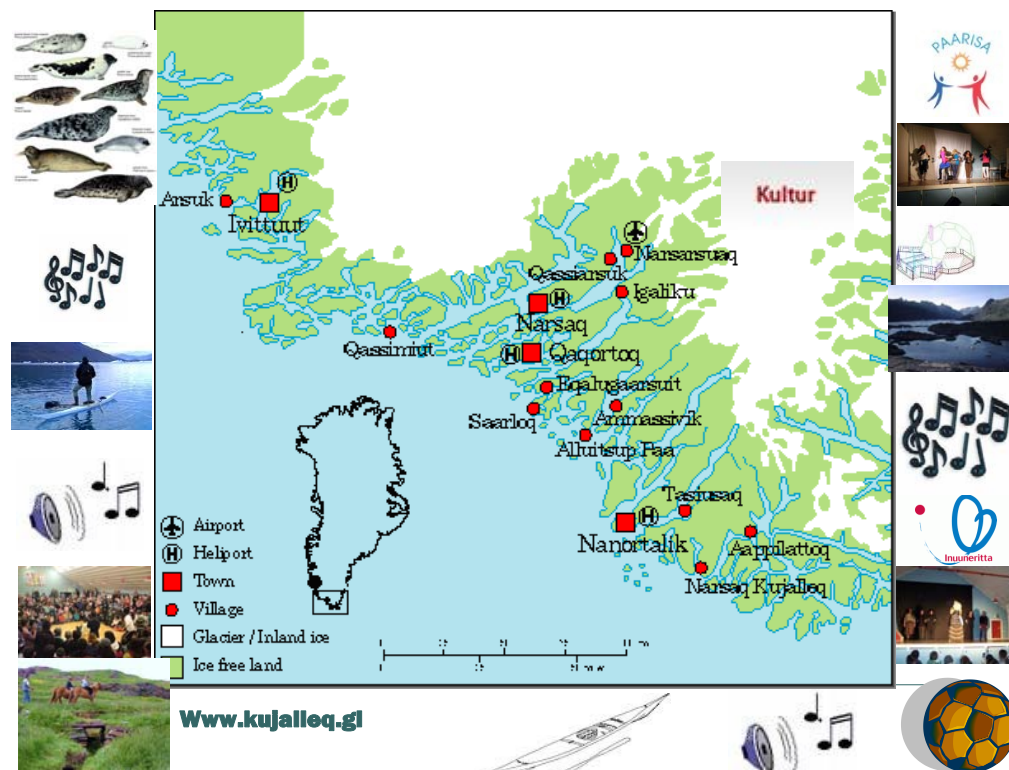 PAARISA
Kultur
Arsuk
Ivittuut
Narsarsuaq
Qassiarsuk
Igaliku
Narsaq
Qassimiut
Qaqortoq
Eqalugaarsuit
Saarloq
Ammassivik
Alluitsup Paa
Tasiusaq
Nanortalik
Aappilattoq
Narsaq Kujalleq
Inuuneritta
Airport
H Heliport
Town
Village
Glacier / Inland ice
Ice free land
Www.kujalleq.gl